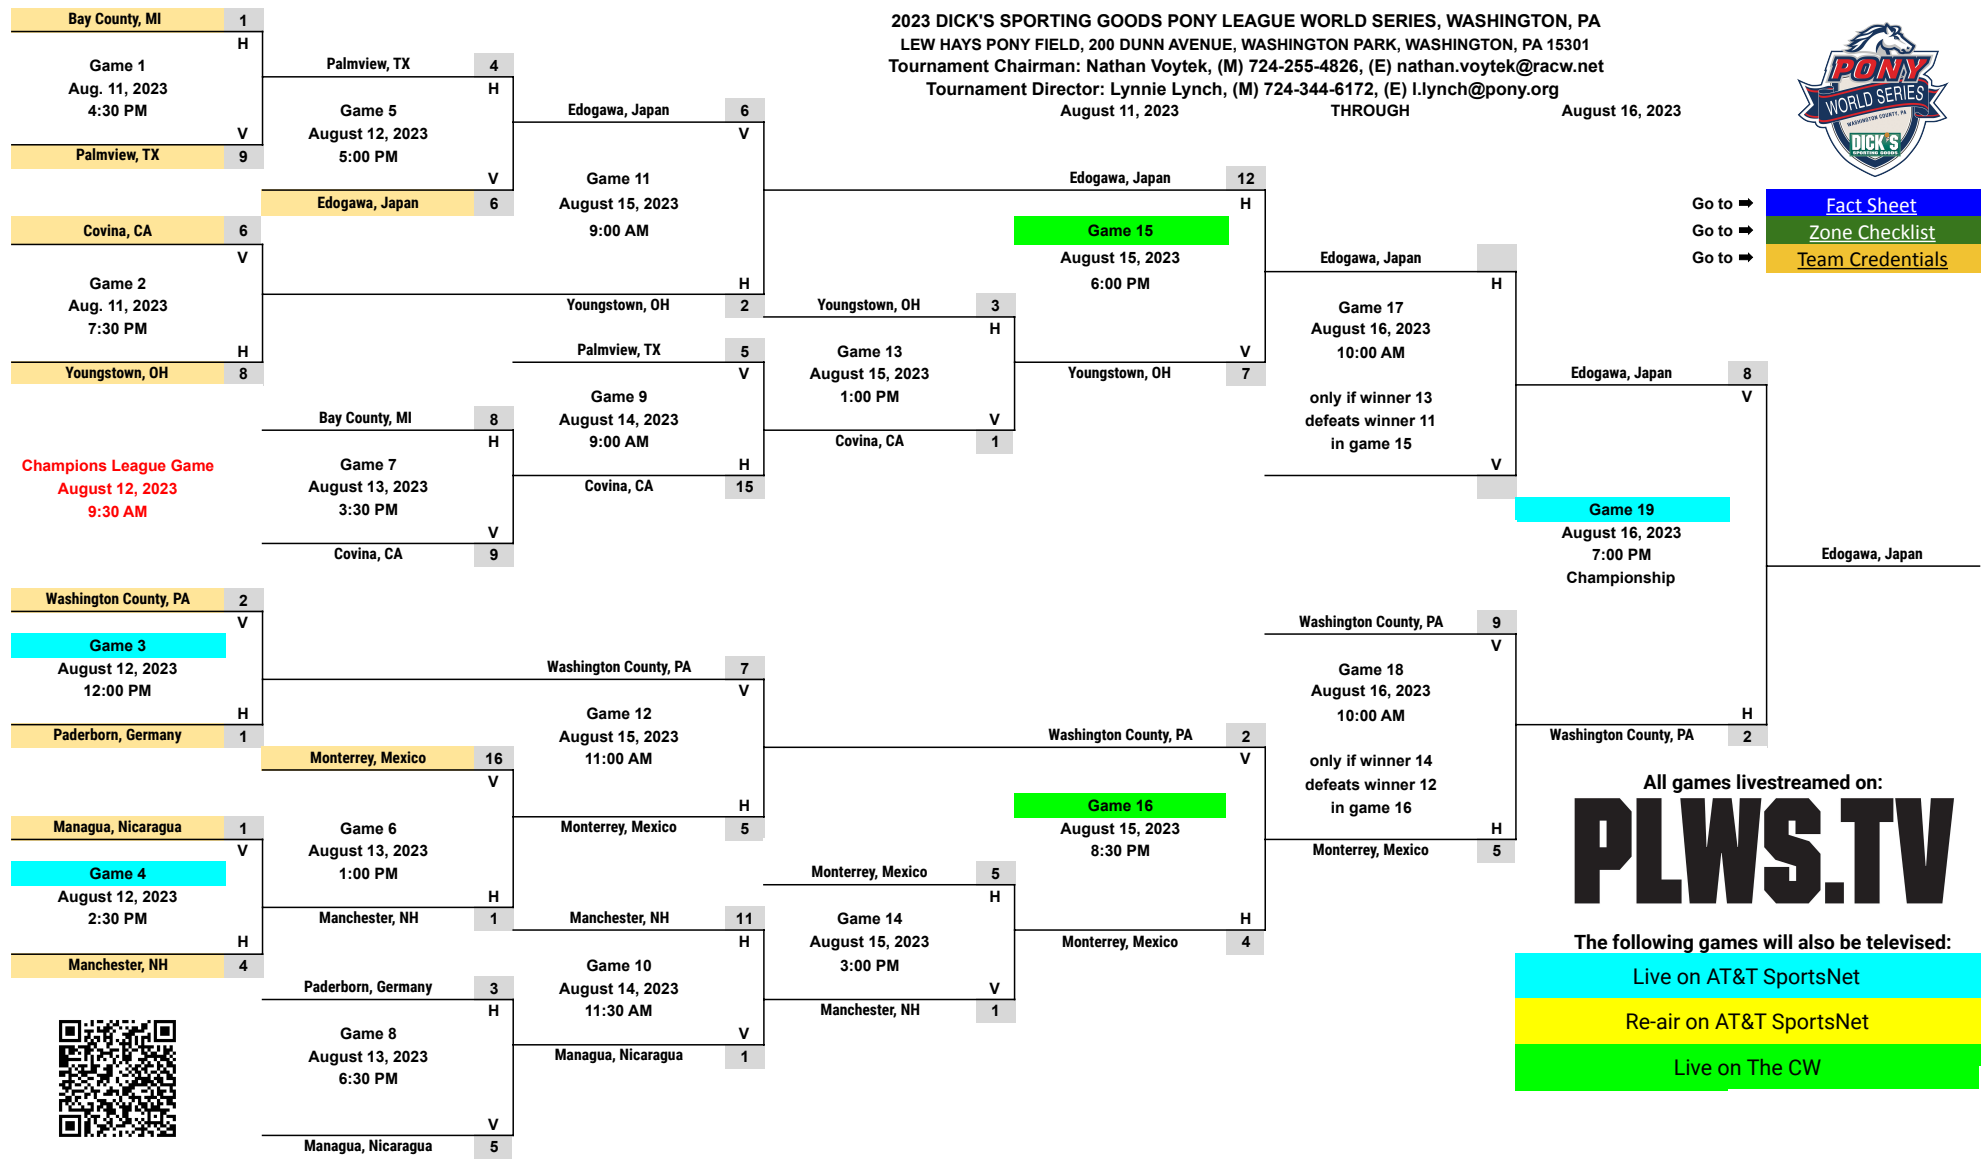 2023 DICK'S SPORTING GOODS PONY LEAGUE WORLD SERIES, WASHINGTON, PA
LEW HAYS PONY FIELD, 200 DUNN AVENUE, WASHINGTON PARK, WASHINGTON, PA 15301
Tournament Chairman: Nathan Voytek, (M) 724-255-4826, (E) nathan.voytek@racw.net
Tournament Director: Lynnie Lynch, (M) 724-344-6172, (E) l.lynch@pony.org
August 11, 2023 THROUGH August 16, 2023
PONY
WORLD SERIES
WASHINGTON COUNTY, PA
DICK'S
SPORTING GOODS
Go to ➡ Fact Sheet
Go to ➡ Zone Checklist
Go to ➡ Team Credentials
Bay County, MI 1
H
Game 1
Aug. 11, 2023
4:30 PM
V
Palmview, TX 9
Covina, CA 6
V
Game 2
Aug. 11, 2023
7:30 PM
H
Youngstown, OH 8
Champions League Game
August 12, 2023
9:30 AM
Washington County, PA 2
V
Game 3
August 12, 2023
12:00 PM
H
Paderborn, Germany 1
Managua, Nicaragua 1
V
Game 4
August 12, 2023
2:30 PM
H
Manchester, NH 4
Palmview, TX 4
H
Game 5
August 12, 2023
5:00 PM
V
Edogawa, Japan 6
Bay County, MI 8
H
Game 7
August 13, 2023
3:30 PM
V
Covina, CA 9
Monterrey, Mexico 16
V
Game 6
August 13, 2023
1:00 PM
H
Manchester, NH 1
Paderborn, Germany 3
H
Game 8
August 13, 2023
6:30 PM
V
Managua, Nicaragua 5
Edogawa, Japan 6
V
Game 11
August 15, 2023
9:00 AM
H
Youngstown, OH 2
Palmview, TX 5
V
Game 9
August 14, 2023
9:00 AM
H
Covina, CA 15
Washington County, PA 7
V
Game 12
August 15, 2023
11:00 AM
H
Monterrey, Mexico 5
Manchester, NH 11
H
Game 10
August 14, 2023
11:30 AM
V
Managua, Nicaragua 1
Youngstown, OH 3
H
Game 13
August 15, 2023
1:00 PM
V
Covina, CA 1
Monterrey, Mexico 5
H
Game 14
August 15, 2023
3:00 PM
V
Manchester, NH 1
Edogawa, Japan 12
H
Game 15
August 15, 2023
6:00 PM
V
Youngstown, OH 7
Washington County, PA 2
V
Game 16
August 15, 2023
8:30 PM
H
Monterrey, Mexico 4
Edogawa, Japan
H
Game 17
August 16, 2023
10:00 AM
only if winner 13
defeats winner 11
in game 15
V
Washington County, PA 9
V
Game 18
August 16, 2023
10:00 AM
only if winner 14
defeats winner 12
in game 16
H
Monterrey, Mexico 5
Edogawa, Japan 8
V
Game 19
August 16, 2023
7:00 PM
Championship
H
Washington County, PA 2
Edogawa, Japan
All games livestreamed on:
PLWS.TV
The following games will also be televised:
Live on AT&T SportsNet
Re-air on AT&T SportsNet
Live on The CW